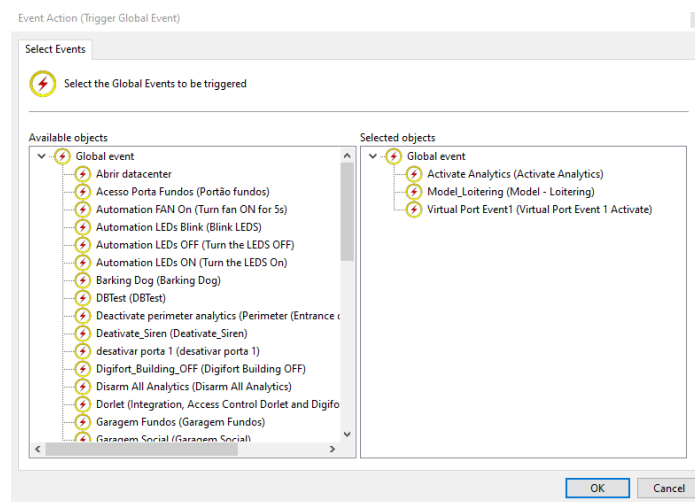 Event Action (Trigger Global Event)
Select Events
Select the Global Events to be triggered
Available objects
Global event
Abrir datacenter
Acesso Porta Fundos (Portão fundos)
Automation FAN On (Turn fan ON for 5s)
Automation LEDs Blink (Blink LEDS)
Automation LEDs OFF (Turn the LEDS OFF)
Automation LEDs ON (Turn the LEDS On)
Barking Dog (Barking Dog)
DBTest (DBTest)
Deactivate perimeter analytics (Perimeter (Entrance
Deativate_Siren (Deativate_Siren)
desativar porta 1 (desativar porta 1)
Digifort_Building_OFF (Digifort Building OFF)
Disarm All Analytics (Disarm All Analytics)
Dorlet (Integration, Access Control Dorlet and Digifo
Garagem Fundos (Garagem Fundos)
Garagem Social (Garagem Social)
Selected objects
Global event
Activate Analytics (Activate Analytics)
Model_Loitering (Model - Loitering)
Virtual Port Event1 (Virtual Port Event 1 Activate)
OK
Cancel